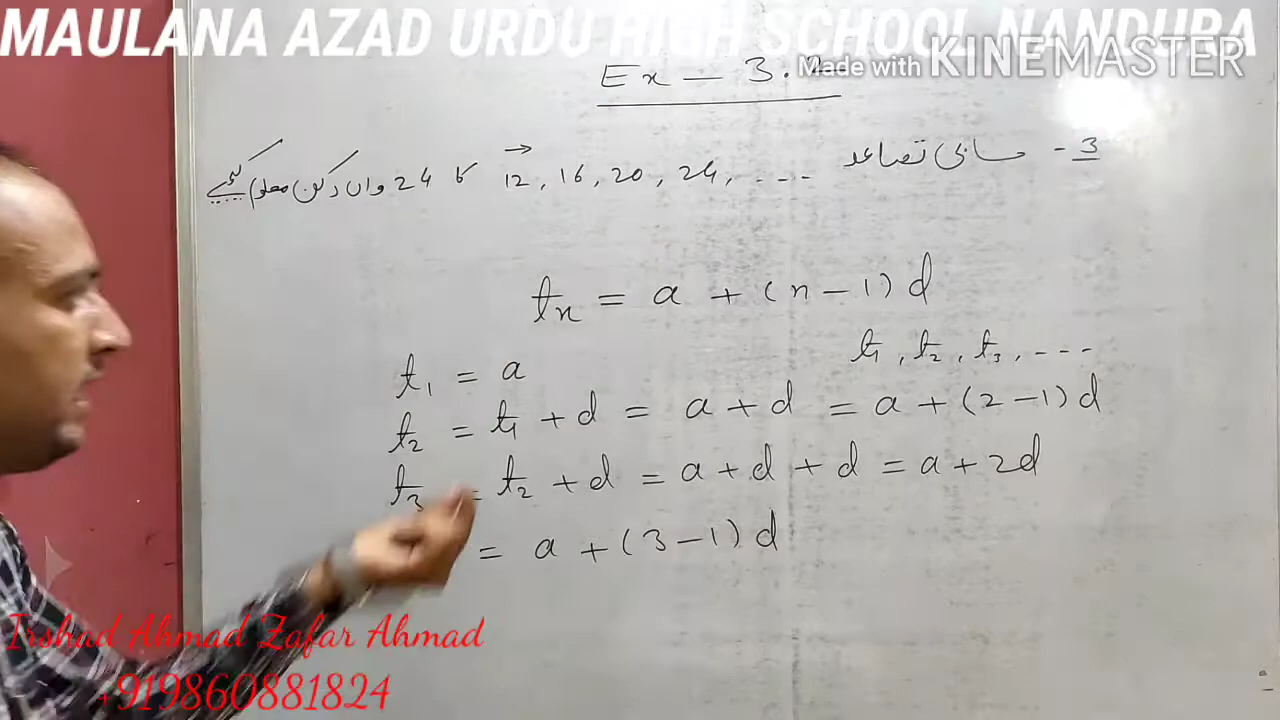 MAULANA AZAD URDU HIGH SCHOOL NANDURA
Made with KINEMASTER
Ex - 3.2
3 - حسابی تصاعد 12, 16, 20, 24, .... کا 24 واں رکن معلوم کیجیے
tn = a + (n - 1) d
t1, t2, t3, ---
t1 = a
t2 = t1 + d = a + d = a + (2 - 1) d
t3 = t2 + d = a + d + d = a + 2d
= a + (3 - 1) d
Irshad Ahmad Zafar Ahmad
+919860881824